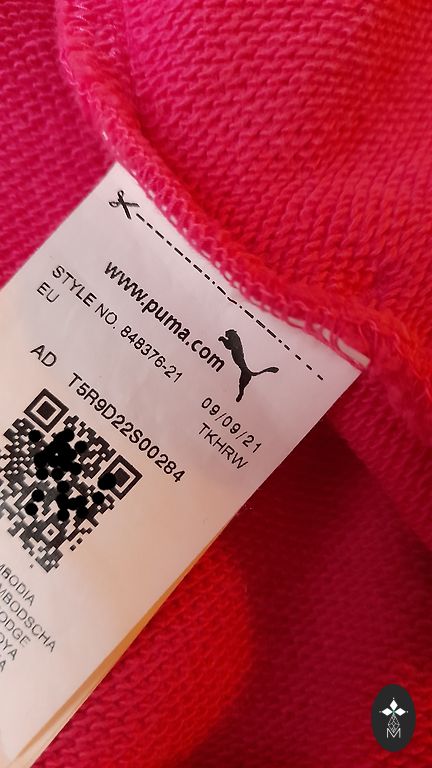 www.puma.com
STYLE NO. 848376-21
EU
09/09/21
TKHRW
AD T5R9D22S00284